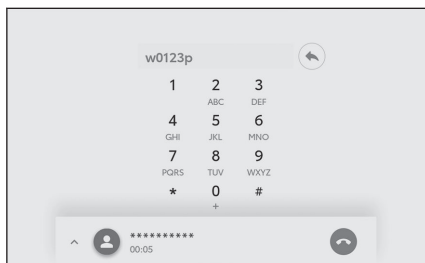 w0123p
1 2 3
ABC DEF
4 5 6
GHI JKL MNO
7 8 9
PQRS TUV WXYZ
* 0 #
+
**********
00:05